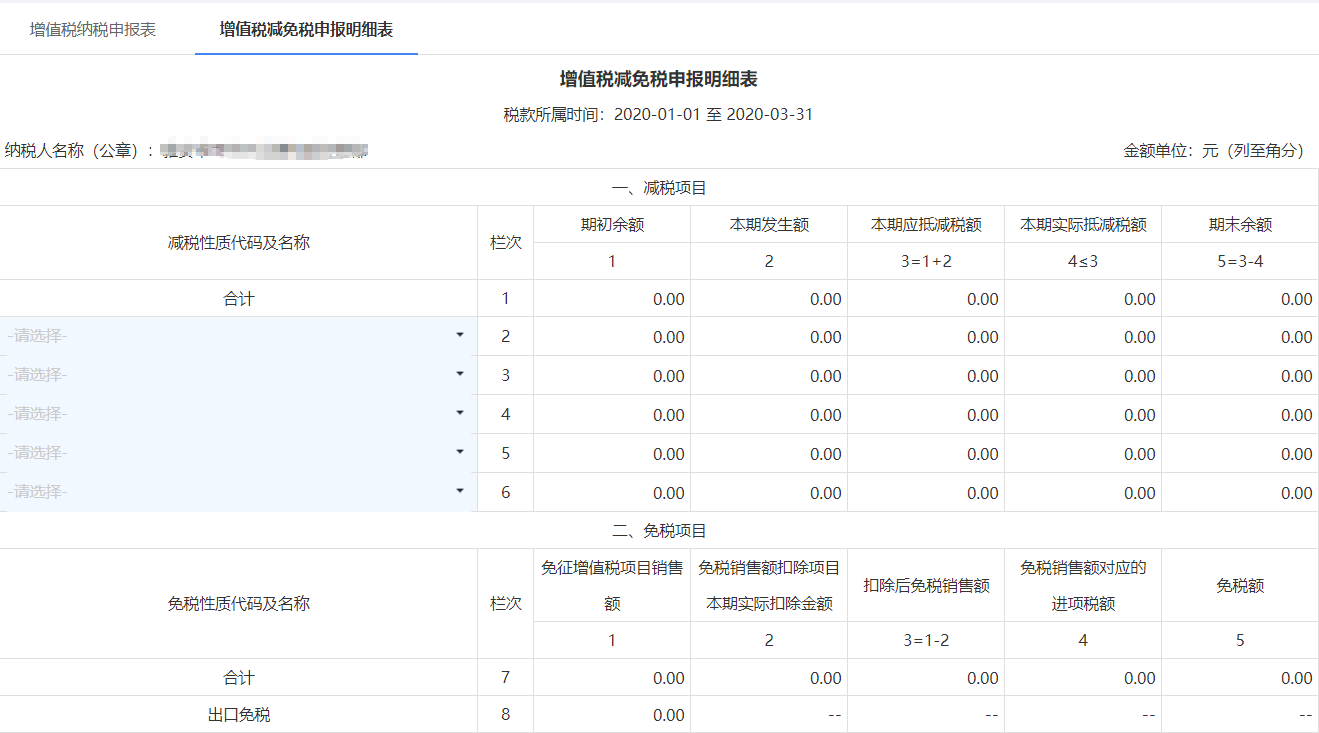 增值税纳税申报表 增值税减免税申报明细表
增值税减免税申报明细表
税款所属时间：2020-01-01 至 2020-03-31
纳税人名称（公章）： 金额单位：元（列至角分）
一、减税项目
减税性质代码及名称 栏次 期初余额 本期发生额 本期应抵减税额 本期实际抵减税额 期末余额
1 2 3=1+2 4≤3 5=3-4
合计 1 0.00 0.00 0.00 0.00 0.00
-请选择- 2 0.00 0.00 0.00 0.00 0.00
-请选择- 3 0.00 0.00 0.00 0.00 0.00
-请选择- 4 0.00 0.00 0.00 0.00 0.00
-请选择- 5 0.00 0.00 0.00 0.00 0.00
-请选择- 6 0.00 0.00 0.00 0.00 0.00
二、免税项目
免税性质代码及名称 栏次 免征增值税项目销售额 免税销售额扣除项目本期实际扣除金额 扣除后免税销售额 免税销售额对应的进项税额 免税额
1 2 3=1-2 4 5
合计 7 0.00 0.00 0.00 0.00 0.00
出口免税 8 0.00 -- -- -- --